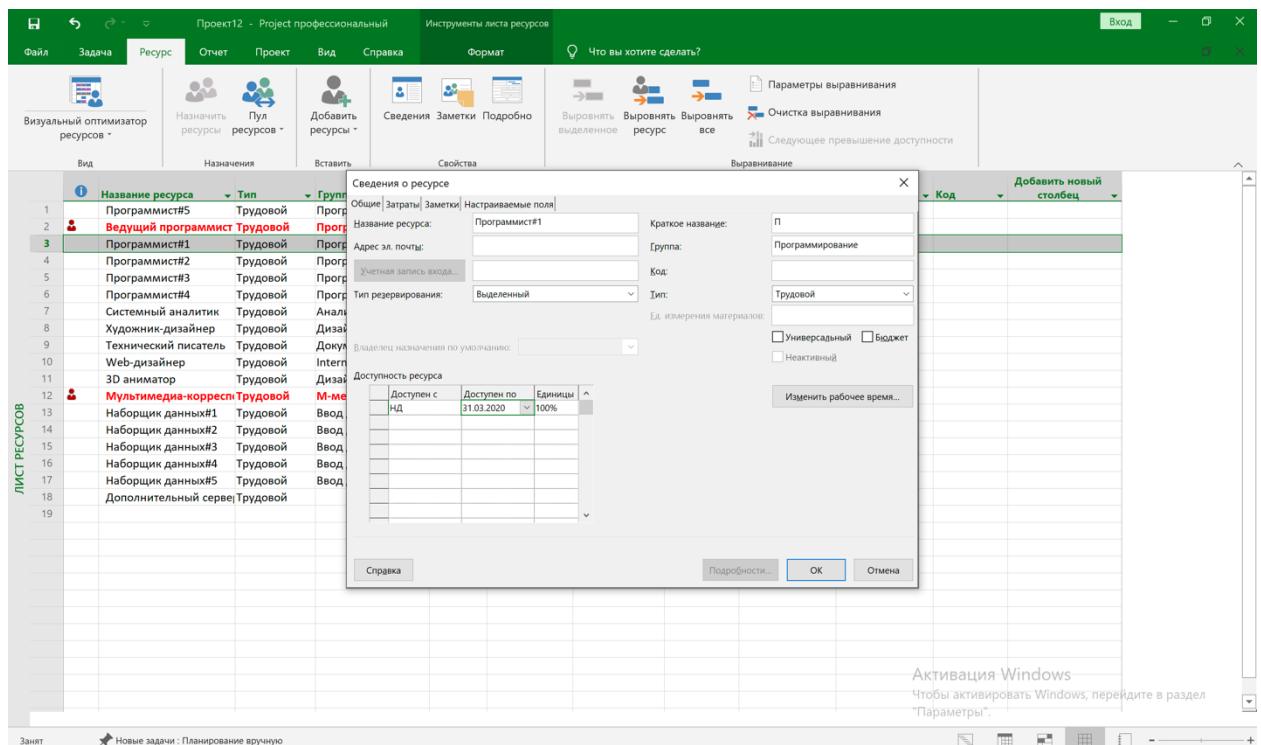 Проект12 - Project профессиональный
Инструменты листа ресурсов
Вход
Файл Задача Ресурс Отчет Проект Вид Справка Формат Что вы хотите сделать?
Визуальный оптимизатор ресурсов
Назначить ресурсы
Пул ресурсов
Добавить ресурсы
Сведения Заметки Подробно
Выровнять выделенное
Выровнять ресурс
Выровнять все
Параметры выравнивания
Очистка выравнивания
Следующее превышение доступности
Вид Назначения Вставить Свойства Выравнивание
Название ресурса Тип Групп Код Добавить новый столбец
1 Программист#5 Трудовой Прогр
2 Ведущий программист Трудовой Прогр
3 Программист#1 Трудовой Прогр
4 Программист#2 Трудовой Прогр
5 Программист#3 Трудовой Прогр
6 Программист#4 Трудовой Прогр
7 Системный аналитик Трудовой Анали
8 Художник-дизайнер Трудовой Дизай
9 Технический писатель Трудовой Докум
10 Web-дизайнер Трудовой Intern
11 3D аниматор Трудовой Дизай
12 Мультимедиа-корресп Трудовой М-ме
13 Наборщик данных#1 Трудовой Ввод
14 Наборщик данных#2 Трудовой Ввод
15 Наборщик данных#3 Трудовой Ввод
16 Наборщик данных#4 Трудовой Ввод
17 Наборщик данных#5 Трудовой Ввод
18 Дополнительный серве Трудовой
19
ЛИСТ РЕСУРСОВ
Сведения о ресурсе
Общие Затраты Заметки Настраиваемые поля
Название ресурса: Программист#1 Краткое название: П
Адрес эл. почты: Группа: Программирование
Учетная запись входа... Код:
Тип резервирования: Выделенный Тип: Трудовой
Ед. измерения материалов:
Универсальный Бюджет
Владелец назначения по умолчанию: Неактивный
Доступность ресурса
Доступен с Доступен по Единицы
НД 31.03.2020 100%
Изменить рабочее время...
Справка Подробности... ОК Отмена
Активация Windows
Чтобы активировать Windows, перейдите в раздел
"Параметры".
Занят Новые задачи : Планирование вручную